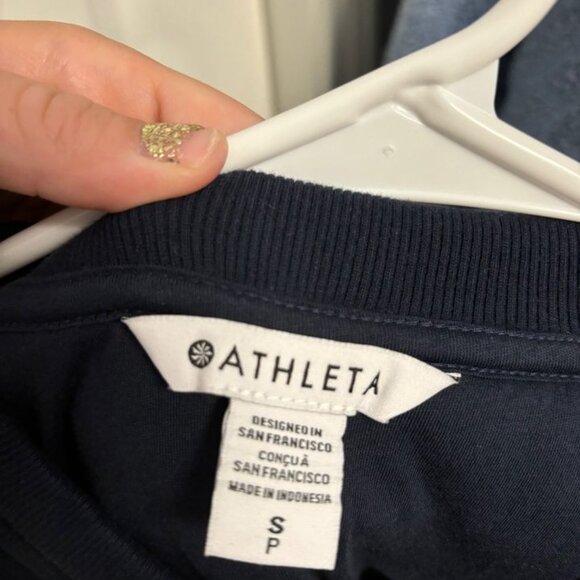 ATHLETA
DESIGNED IN
SAN FRANCISCO
CONÇU À
SAN FRANCISCO
MADE IN INDONESIA
S
P